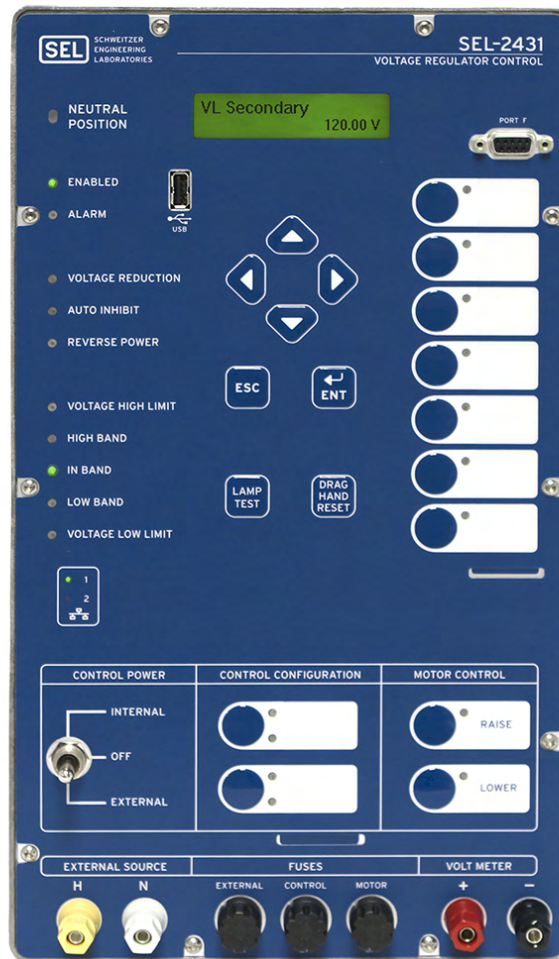 SEL
SCHWEITZER
ENGINEERING
LABORATORIES
SEL-2431
VOLTAGE REGULATOR CONTROL
NEUTRAL
POSITION
VL Secondary
120.00 V
PORT F
ENABLED
ALARM
USB
VOLTAGE REDUCTION
AUTO INHIBIT
REVERSE POWER
ESC
ENT
VOLTAGE HIGH LIMIT
HIGH BAND
IN BAND
LOW BAND
VOLTAGE LOW LIMIT
LAMP
TEST
DRAG
HAND
RESET
1
2
CONTROL POWER
INTERNAL
OFF
EXTERNAL
CONTROL CONFIGURATION
MOTOR CONTROL
RAISE
LOWER
EXTERNAL SOURCE
H N
FUSES
EXTERNAL CONTROL MOTOR
VOLT METER
+ −